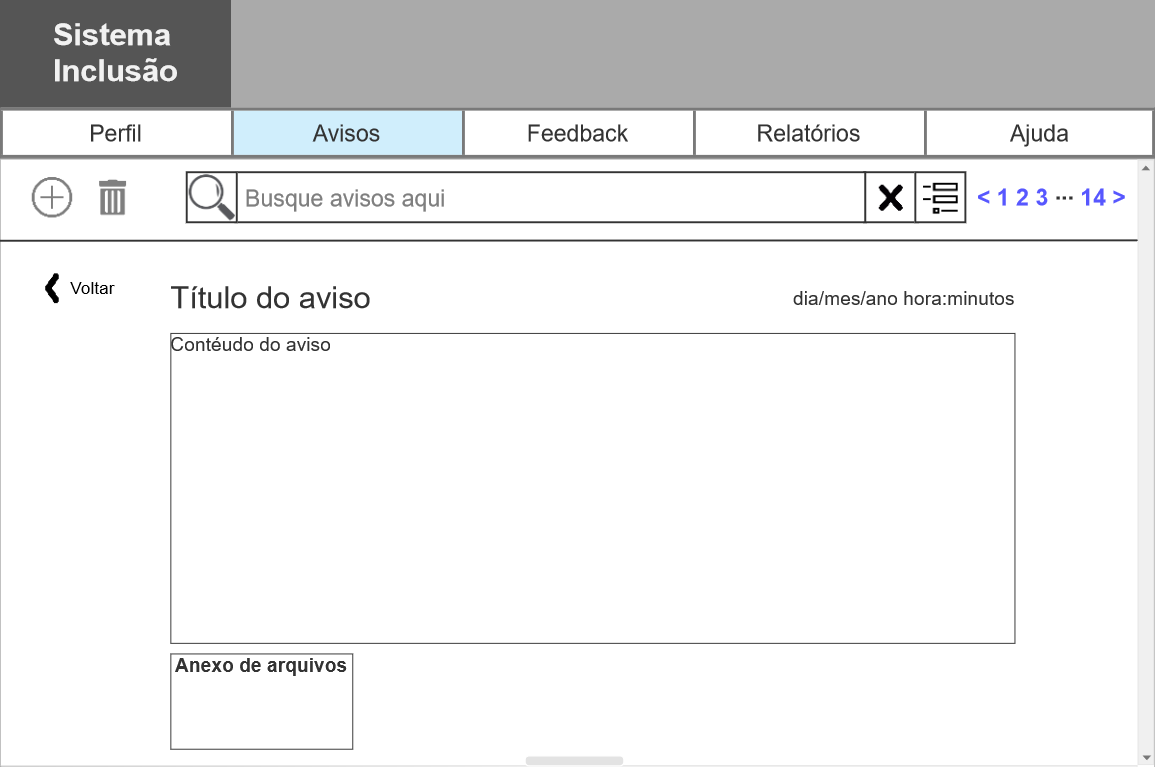 Sistema
Inclusão
Perfil Avisos Feedback Relatórios Ajuda
Busque avisos aqui
< 1 2 3 ··· 14 >
Voltar
Título do aviso
dia/mes/ano hora:minutos
Contéudo do aviso
Anexo de arquivos